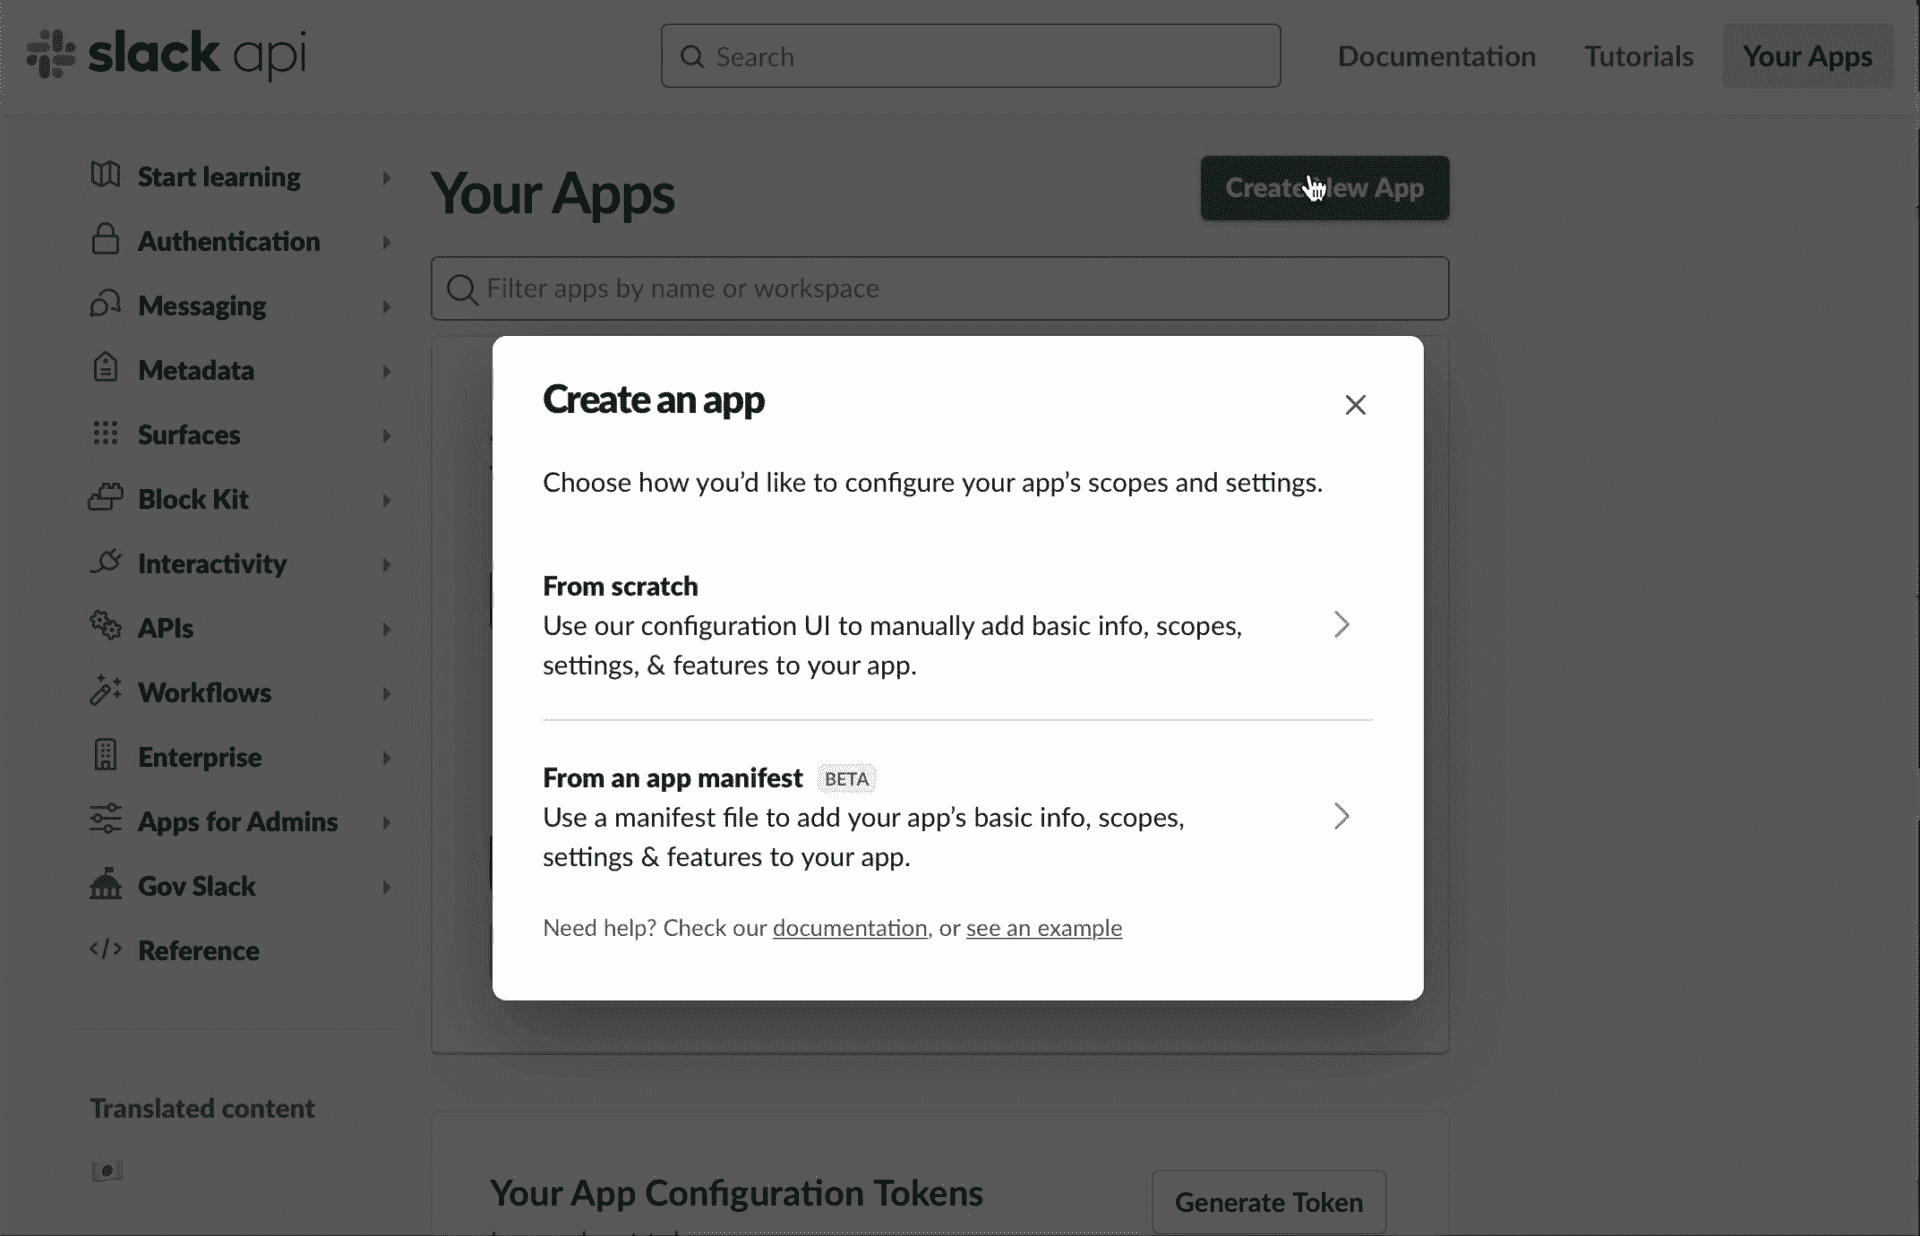 slack api
Search
Documentation
Tutorials
Your Apps
Start learning
Authentication
Messaging
Metadata
Surfaces
Block Kit
Interactivity
APIs
Workflows
Enterprise
Apps for Admins
Gov Slack
Reference
Translated content
Your Apps
Create New App
Filter apps by name or workspace
Create an app
Choose how you’d like to configure your app’s scopes and settings.
From scratch
Use our configuration UI to manually add basic info, scopes,
settings, & features to your app.
From an app manifest BETA
Use a manifest file to add your app’s basic info, scopes,
settings & features to your app.
Need help? Check our documentation, or see an example
Your App Configuration Tokens
Generate Token